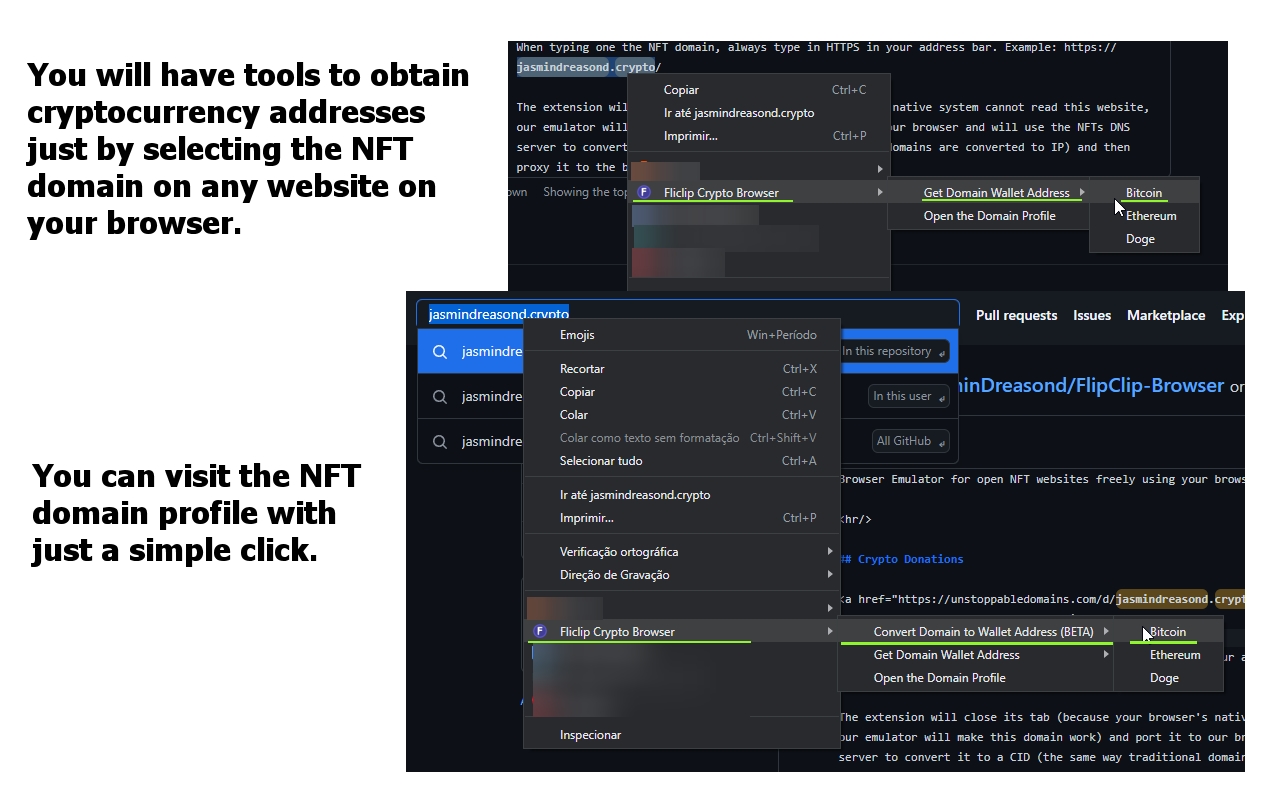 You will have tools to obtain
cryptocurrency addresses
just by selecting the NFT
domain on any website on
your browser.
When typing one the NFT domain, always type in HTTPS in your address bar. Example: https://
jasmindreasond.crypto/
Copiar Ctrl+C
The extension wil native system cannot read this website,
Ir até jasmindreasond.crypto
our emulator will ur browser and will use the NFTs DNS
Imprimir... Ctrl+P
server to convert domains are converted to IP) and then
proxy it to the b
own Showing the top
Fliclip Crypto Browser Get Domain Wallet Address Bitcoin
Open the Domain Profile Ethereum
Doge
You can visit the NFT
domain profile with
just a simple click.
jasmindreasond.crypto Pull requests Issues Marketplace Exp
Emojis Win+Período
jasmindre In this repository
Recortar Ctrl+X
minDreasond/FlipClip-Browser or
Copiar Ctrl+C
jasmindre In this user
Colar Ctrl+V
Colar como texto sem formatação Ctrl+Shift+V
jasmindre All GitHub
Selecionar tudo Ctrl+A
Browser Emulator for open NFT websites freely using your brows
Ir até jasmindreasond.crypto
Imprimir... Ctrl+P
<hr/>
Verificação ortográfica
## Crypto Donations
Direção de Gravação
<a href="https://unstoppabledomains.com/d/jasmindreasond.crypt
Fliclip Crypto Browser Convert Domain to Wallet Address (BETA) Bitcoin
Get Domain Wallet Address Ethereum
ur a
Open the Domain Profile Doge
The extension will close its tab (because your browser's nativ
Inspecionar
our emulator will make this domain work) and port it to our br
server to convert it to a CID (the same way traditional domain